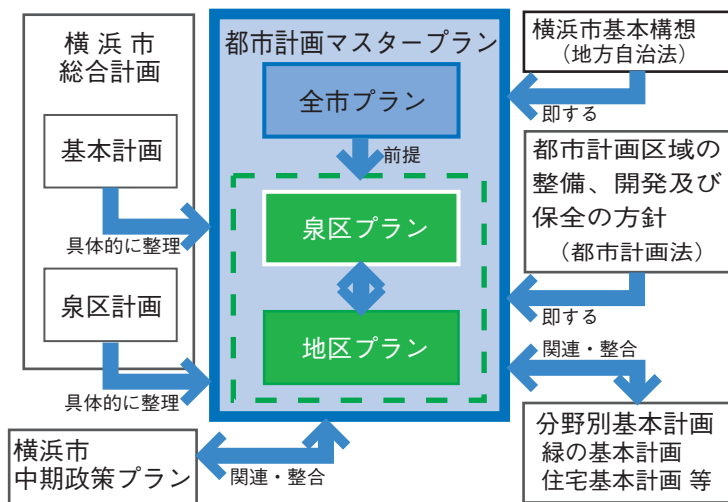 横浜市
総合計画
基本計画
具体的に整理
泉区計画
具体的に整理
横浜市
中期政策プラン
関連・整合
都市計画マスタープラン
全市プラン
前提
泉区プラン
地区プラン
横浜市基本構想
（地方自治法）
即する
都市計画区域の
整備、開発及び
保全の方針
（都市計画法）
即する
関連・整合
分野別基本計画
緑の基本計画
住宅基本計画 等